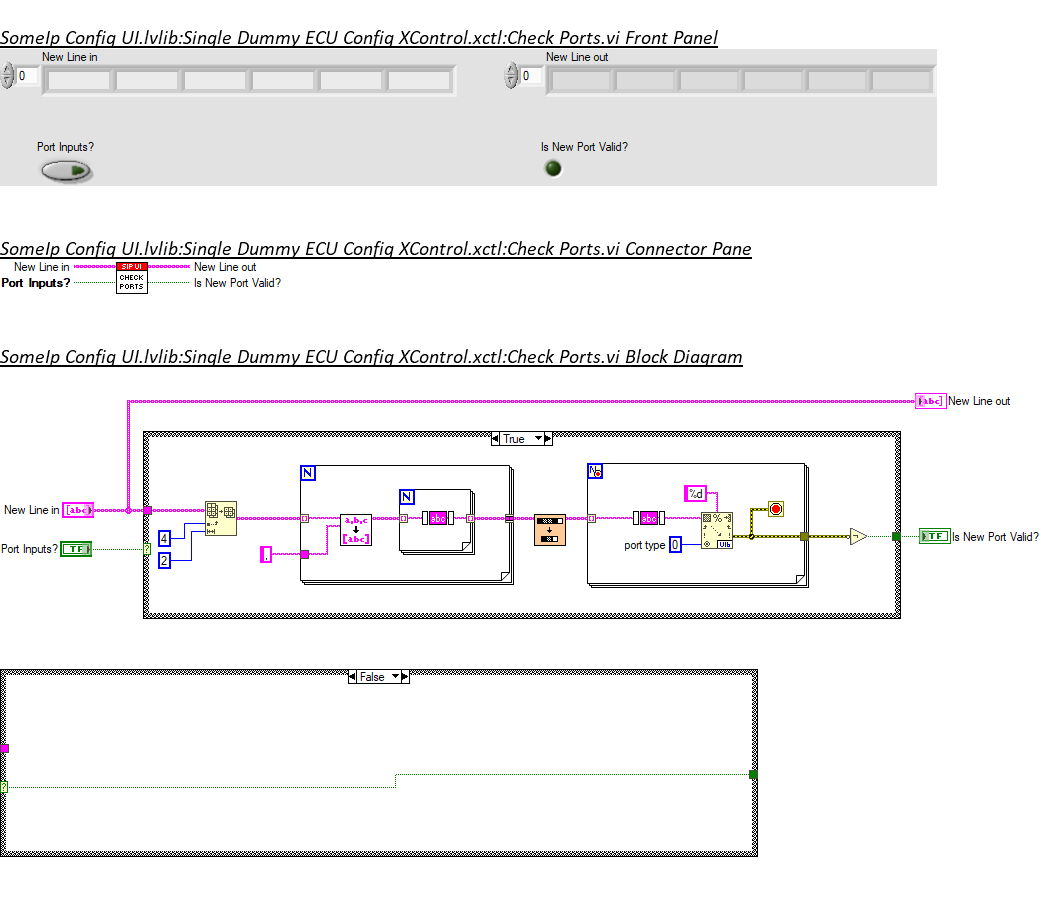 SomeIp Config UI.lvlib:Single Dummy ECU Config XControl.xctl:Check Ports.vi Front Panel
New Line in
New Line out
0
0
Port Inputs?
Is New Port Valid?
SomeIp Config UI.lvlib:Single Dummy ECU Config XControl.xctl:Check Ports.vi Connector Pane
New Line in
SIP UI
New Line out
Port Inputs?
CHECK PORTS
Is New Port Valid?
SomeIp Config UI.lvlib:Single Dummy ECU Config XControl.xctl:Check Ports.vi Block Diagram
abc
New Line out
True
N
N
N
%d
New Line in
abc
a,b,c
[abc]
abc
abc
4
2
,
port type
0
Port Inputs?
TF
?
TF
Is New Port Valid?
False
?